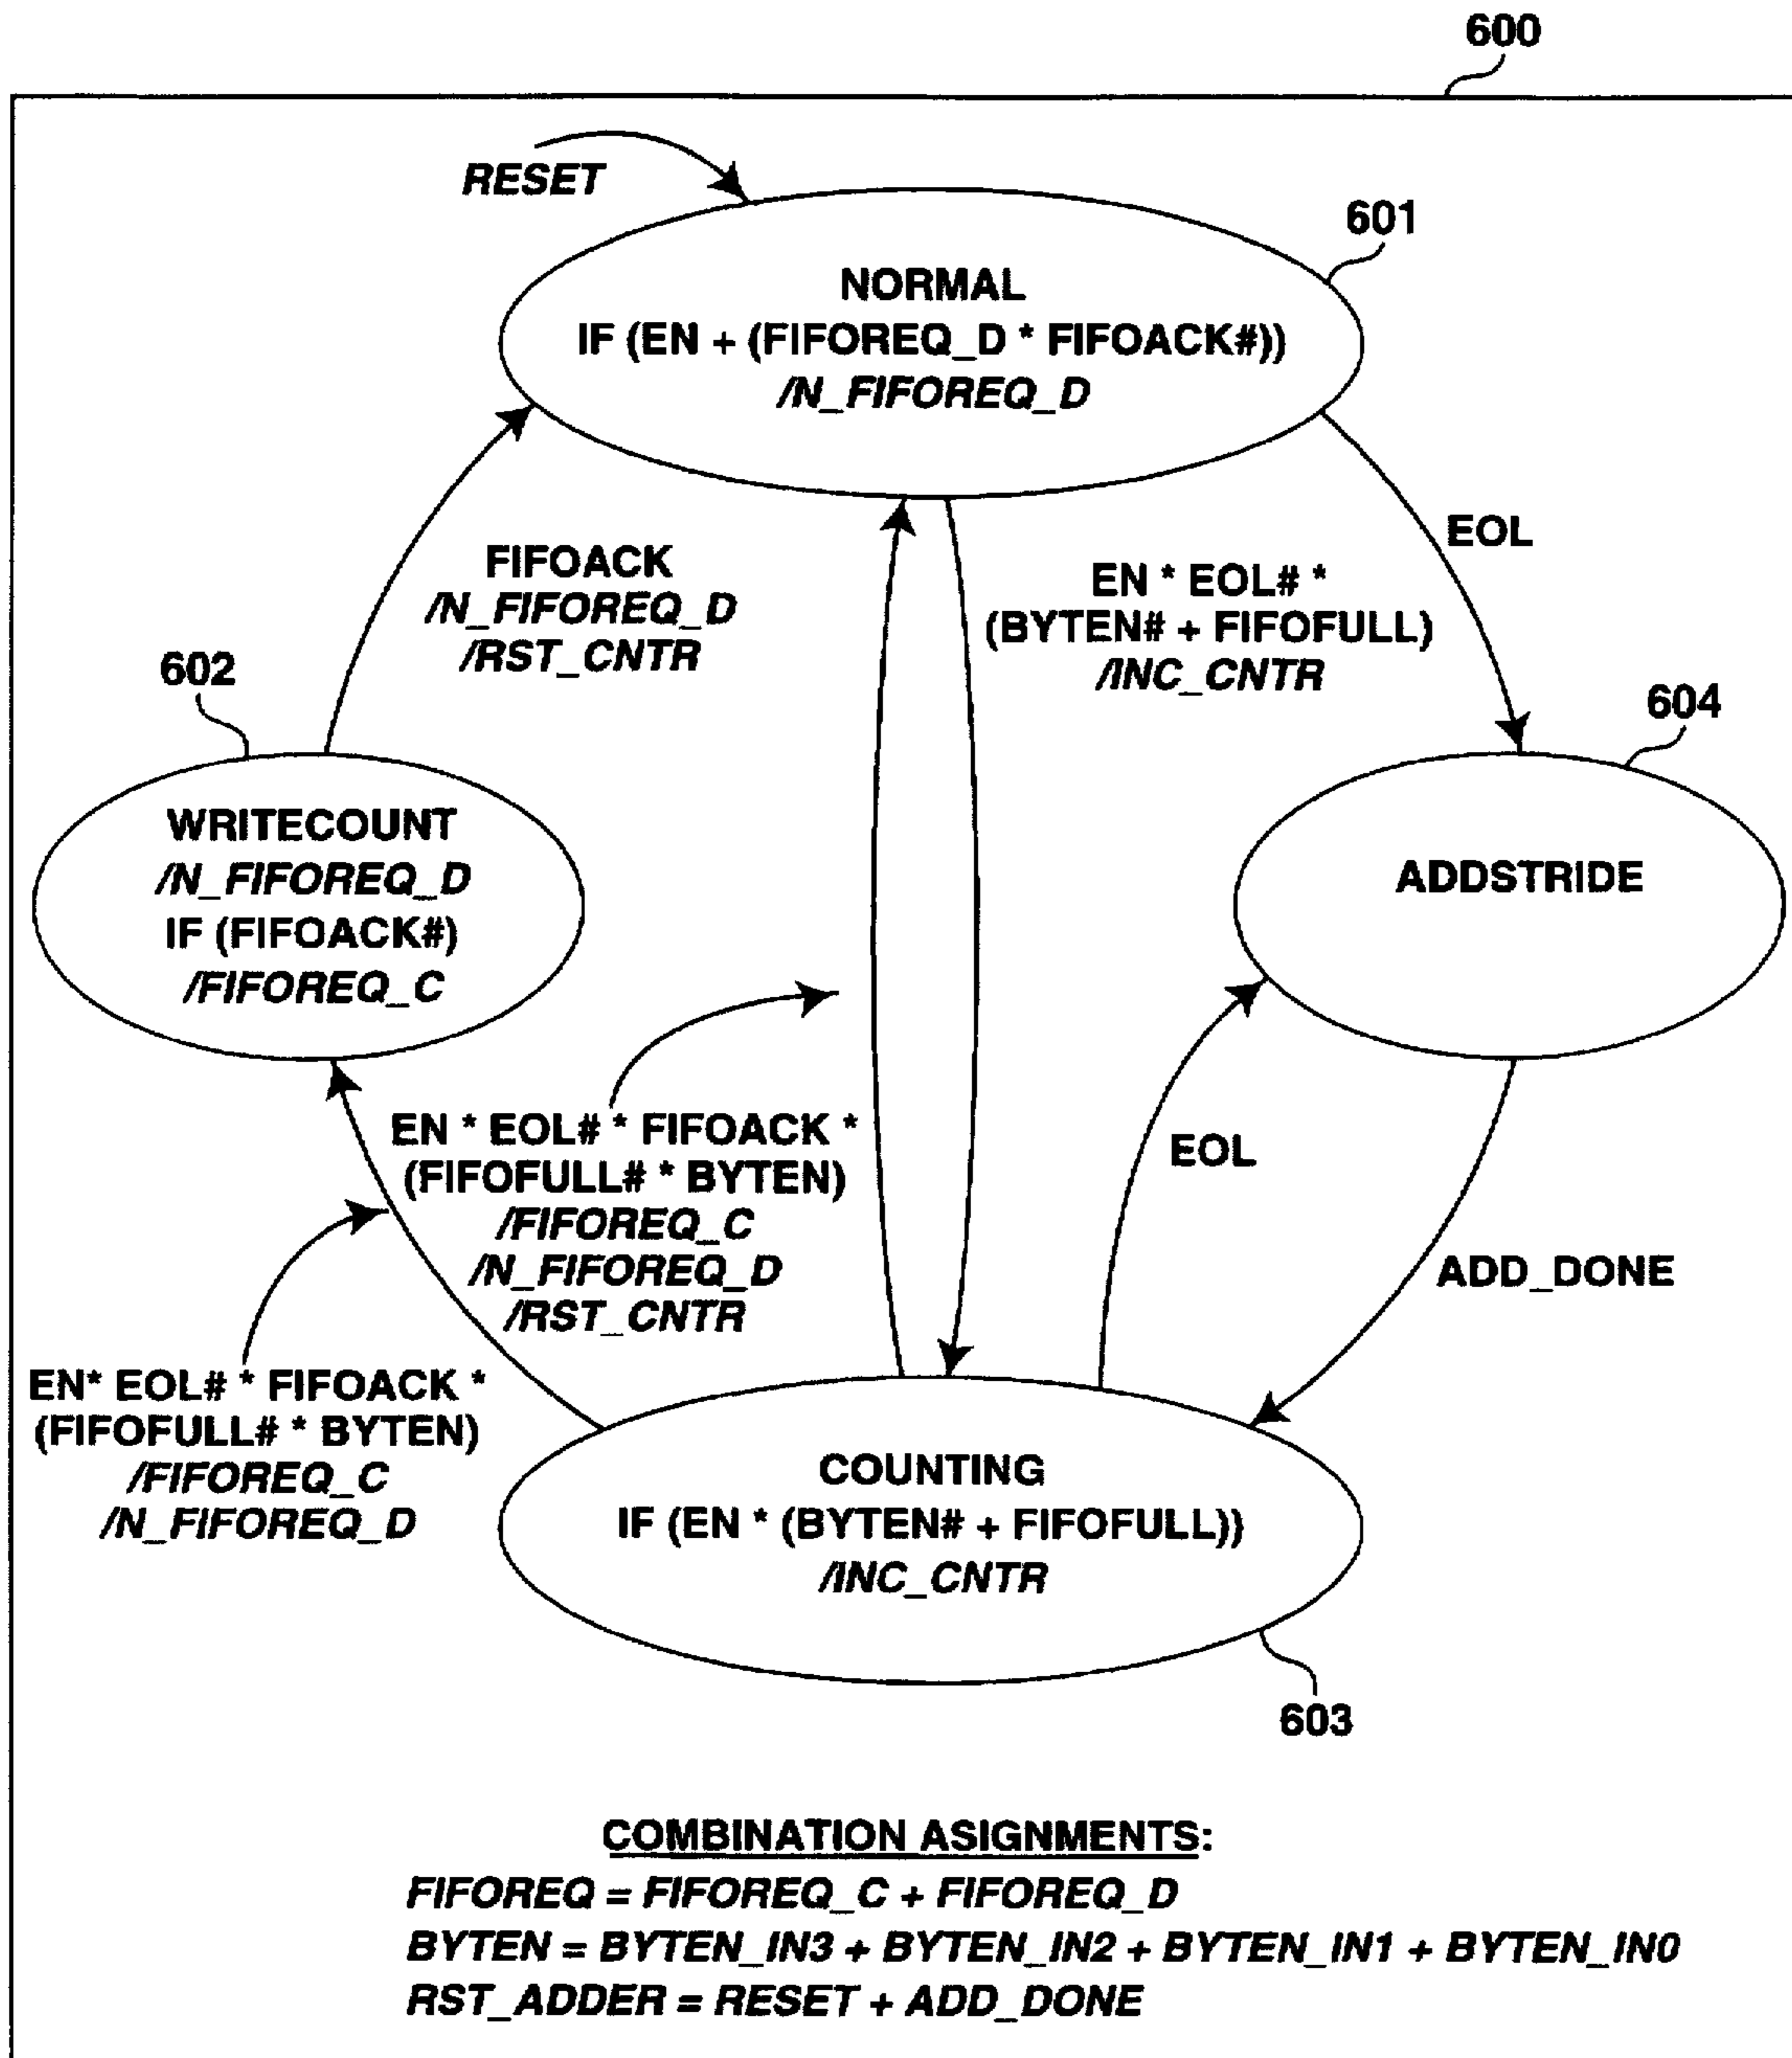 600
RESET
601
NORMAL
IF (EN + (FIFOREQ_D * FIFOACK#))
/N_FIFOREQ_D
EOL
FIFOACK
/N_FIFOREQ_D
/RST_CNTR
EN * EOL# *
(BYTEN# + FIFOFULL)
/INC_CNTR
602
604
WRITECOUNT
/N_FIFOREQ_D
IF (FIFOACK#)
/FIFOREQ_C
ADDSTRIDE
EN * EOL# * FIFOACK *
(FIFOFULL# * BYTEN)
/FIFOREQ_C
/N_FIFOREQ_D
/RST_CNTR
EOL
ADD_DONE
EN* EOL# * FIFOACK *
(FIFOFULL# * BYTEN)
/FIFOREQ_C
/N_FIFOREQ_D
COUNTING
IF (EN * (BYTEN# + FIFOFULL))
/INC_CNTR
603
COMBINATION ASIGNMENTS:
FIFOREQ = FIFOREQ_C + FIFOREQ_D
BYTEN = BYTEN_IN3 + BYTEN_IN2 + BYTEN_IN1 + BYTEN_IN0
RST_ADDER = RESET + ADD_DONE